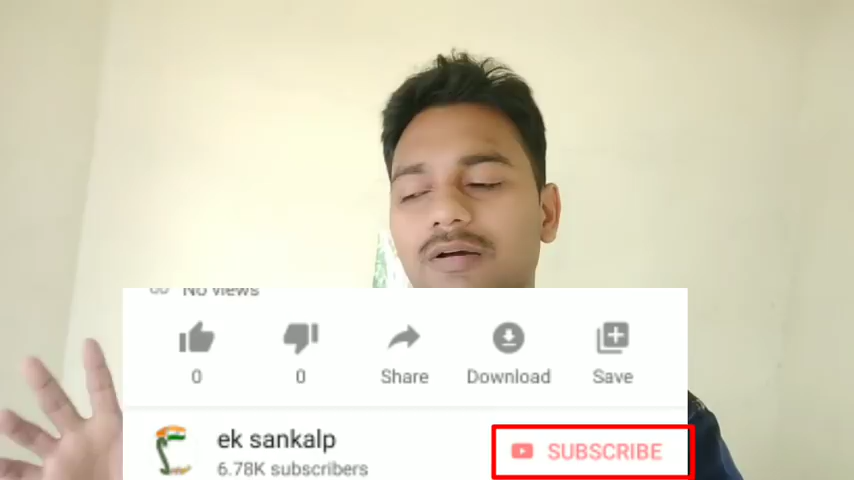 No views
0 0 Share Download Save
ek sankalp
SUBSCRIBE
6.78K subscribers